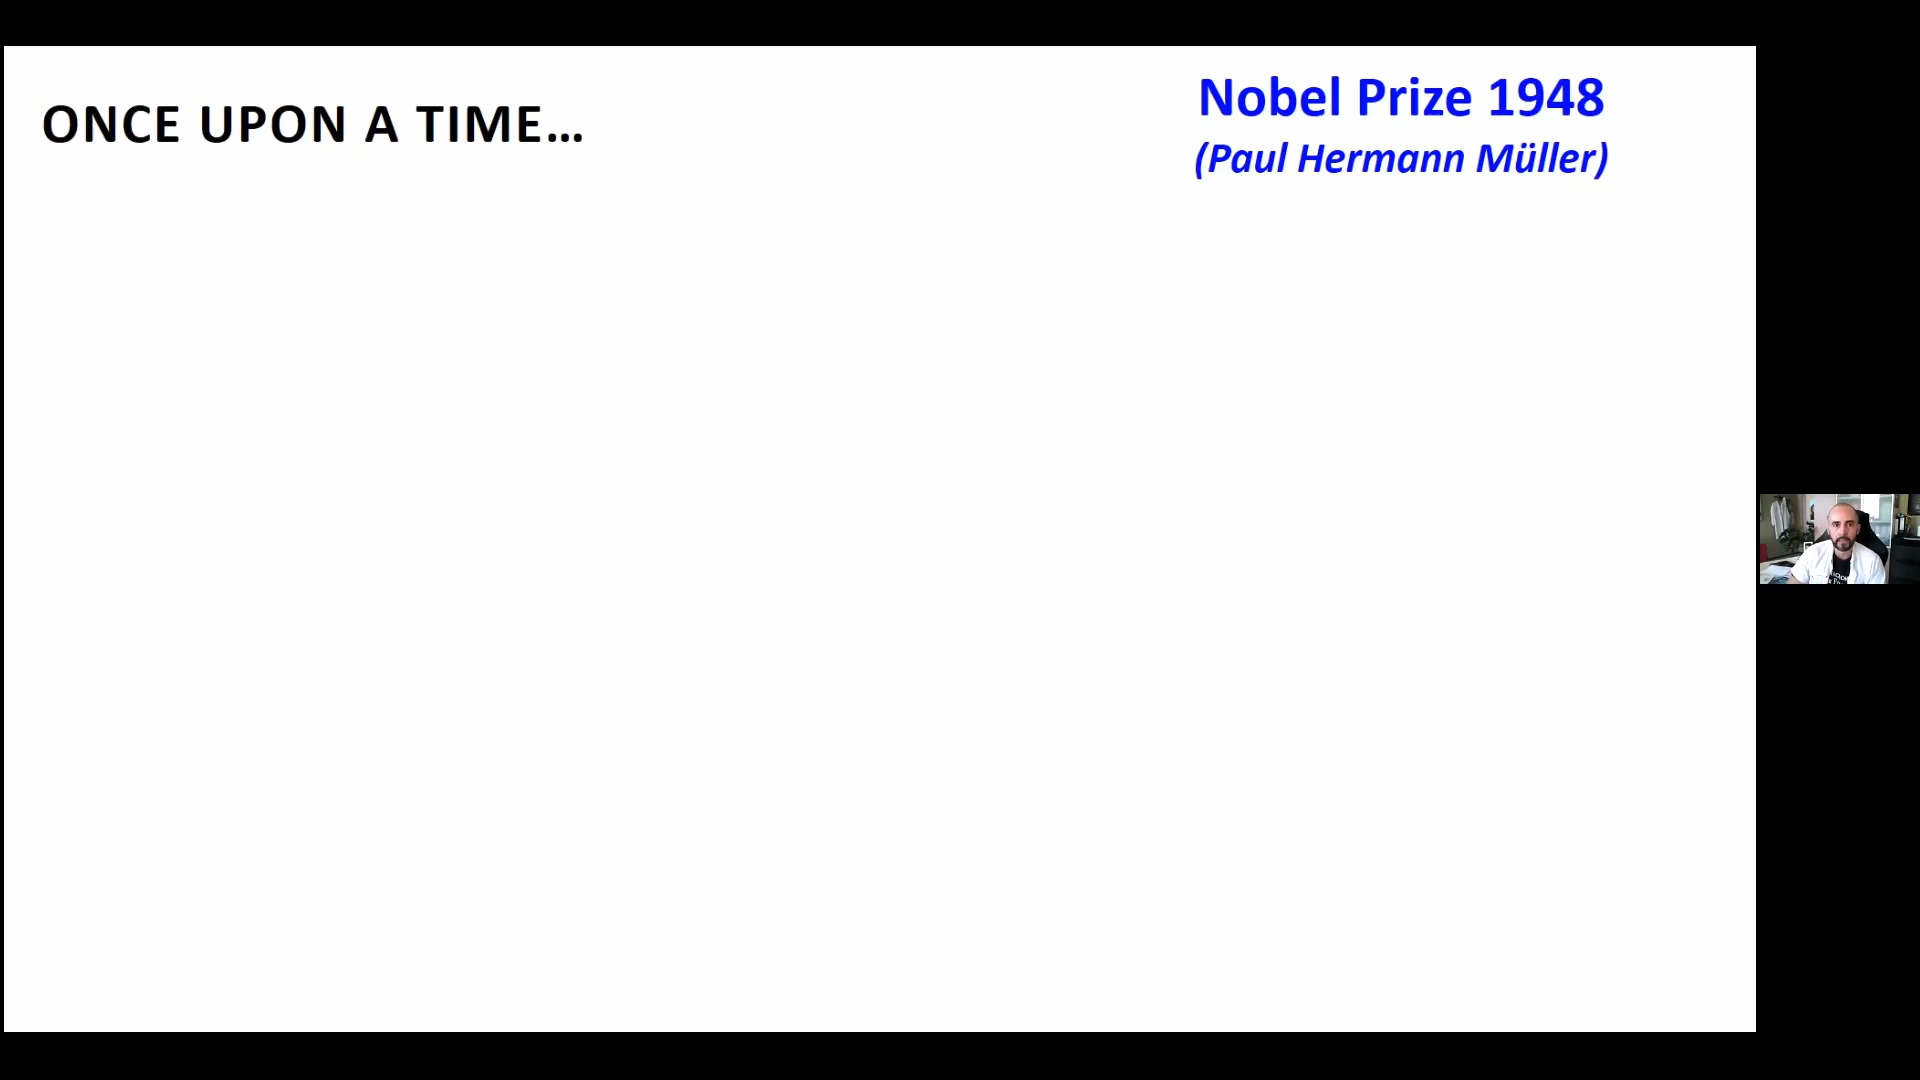 ONCE UPON A TIME...
Nobel Prize 1948
(Paul Hermann Müller)